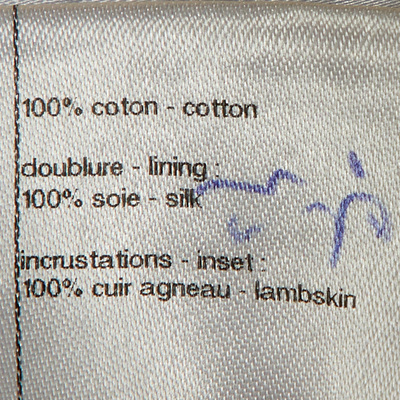 100% coton - cotton
doublure - lining :
100% soie - silk
incrustations - inset :
100% cuir agneau - lambskin